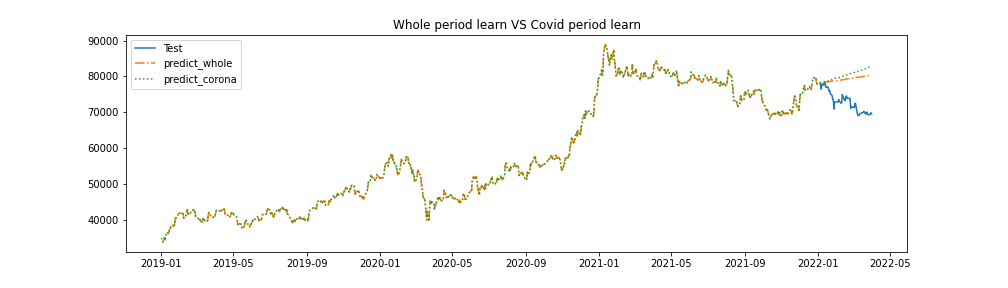 Whole period learn VS Covid period learn
Test
predict_whole
predict_corona
90000
80000
70000
60000
50000
40000
2019-01 2019-05 2019-09 2020-01 2020-05 2020-09 2021-01 2021-05 2021-09 2022-01 2022-05